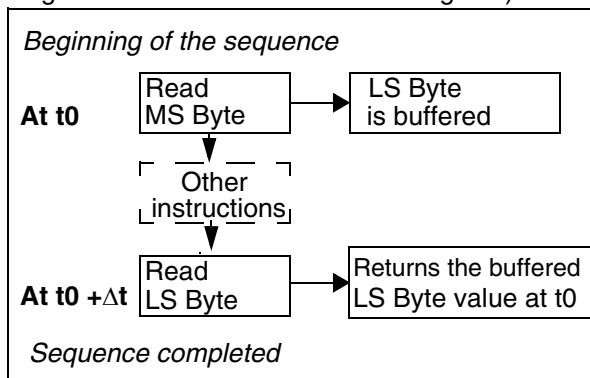 Beginning of the sequence
Read
MS Byte
LS Byte
is buffered
At t0
Other
instructions
Read
LS Byte
Returns the buffered
LS Byte value at t0
At t0 +Δt
Sequence completed